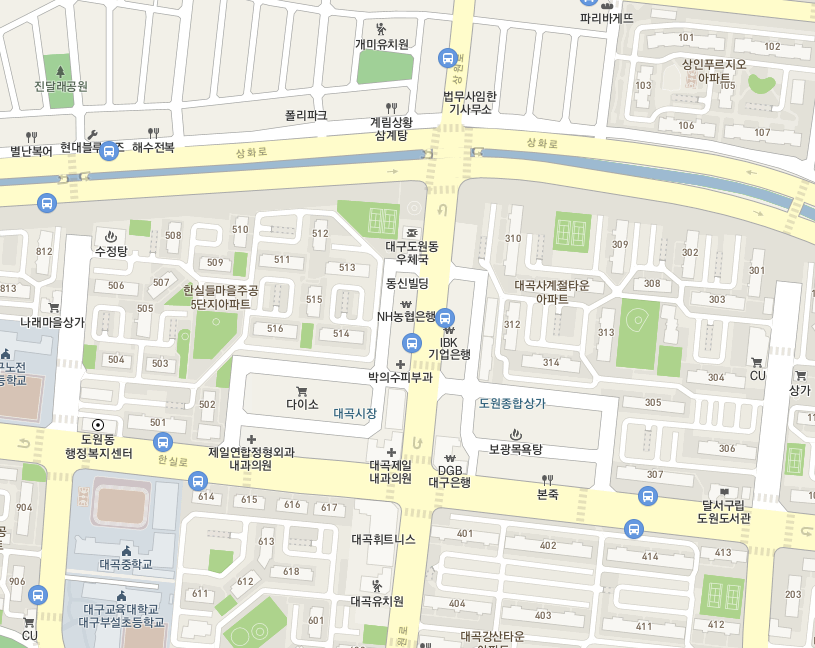 파리바게뜨
개미유치원
101
102
상원로
상인푸르지오
아파트
진달래공원
103
105
법무사임한
기사무소
폴리파크
계림상황
삼계탕
106
107
별난복어
현대블루
즈
해수전복
상화로
상화로
812
수정탕
508
510
512
대구도원동
우체국
310
309
302
301
509
511
513
813
506
507
한실들마을주공
5단지아파트
동신빌딩
대곡사계절타운
아파트
308
303
505
515
NH농협은행
나래마을상가
516
514
IBK
기업은행
312
313
504
503
박의수피부과
314
304
CU
상가
구노전
등학교
다이소
대곡시장
도원종합상가
305
502
501
도원동
행정복지센터
보광목욕탕
306
한실로
제일연합정형외과
내과의원
대곡제일
내과의원
DGB
대구은행
307
본죽
달서구립
도원도서관
904
614
615
616
617
대곡휘트니스
401
402
414
413
613
대곡중학교
618
906
612
611
대곡유치원
203
대구교육대학교
대구부설초등학교
404
403
411
412
601
CU
원로
대곡강산타운